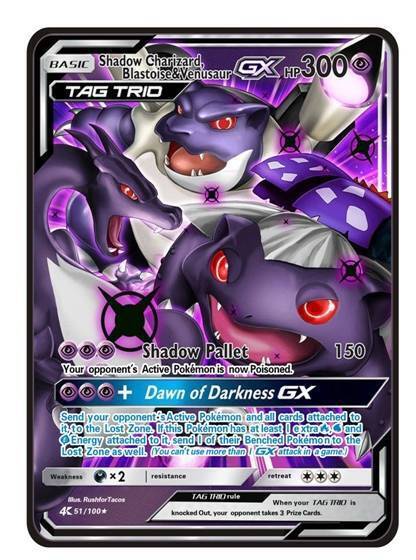 BASIC Shadow Charizard, Blastoise&Venusaur GX HP300
TAG TRIO
Shadow Pallet 150
Your opponent's Active Pokémon is now Poisoned.
+ Dawn of Darkness GX
Send your opponent's Active Pokémon and all cards attached to
it, to the Lost Zone. If this Pokémon has at least 1 extra, and
Energy attached to it, send 1 of their Benched Pokémon to the
Lost Zone as well. (You can't use more than 1 GX attack in a game.)
Weakness ×2 resistance retreat
Illus. RushforTacos
4K 51/100★
TAG TRIO rule
When your TAG TRIO is
knocked Out, your opponent takes 3 Prize Cards.